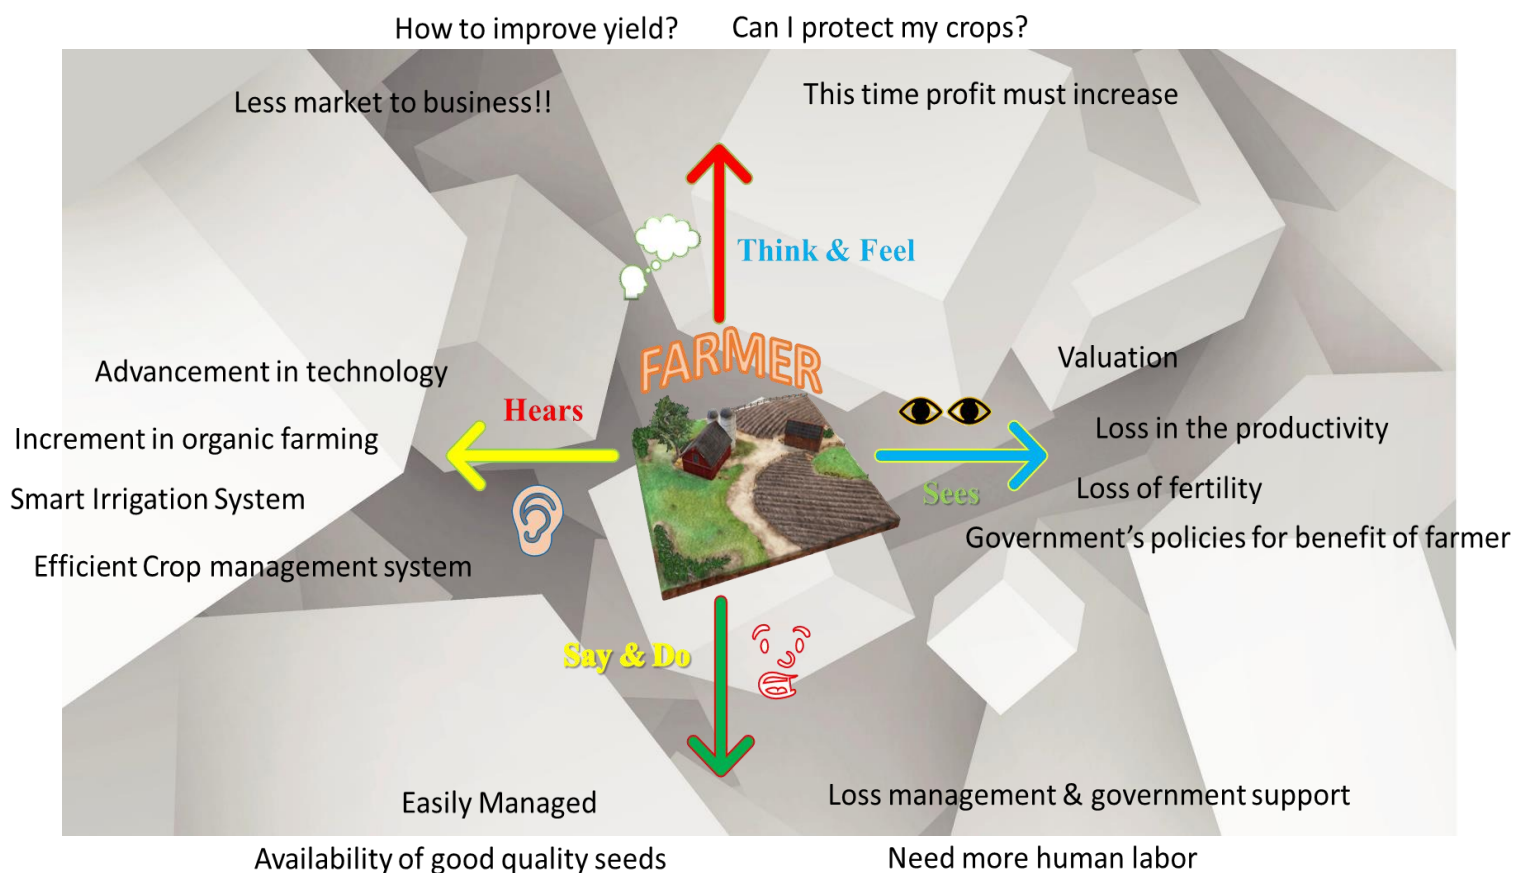 How to improve yield?
Can I protect my crops?
Less market to business!!
This time profit must increase
Think & Feel
FARMER
Advancement in technology
Hears
Increment in organic farming
Smart Irrigation System
Efficient Crop management system
Valuation
Loss in the productivity
Sees
Loss of fertility
Government’s policies for benefit of farmer
Say & Do
Easily Managed
Loss management & government support
Availability of good quality seeds
Need more human labor